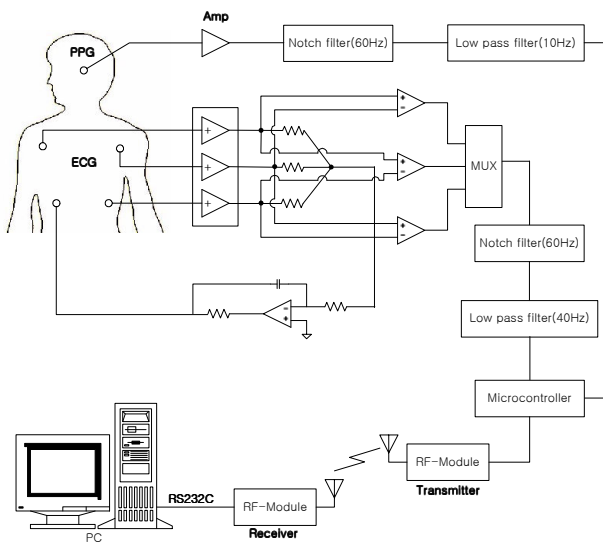 Amp
PPG
Notch filter(60Hz)
Low pass filter(10Hz)
ECG
+
+
+
+
−
+
−
+
−
MUX
Notch filter(60Hz)
−
+
Low pass filter(40Hz)
Microcontroller
RF-Module
Transmitter
RS232C
RF-Module
Receiver
PC